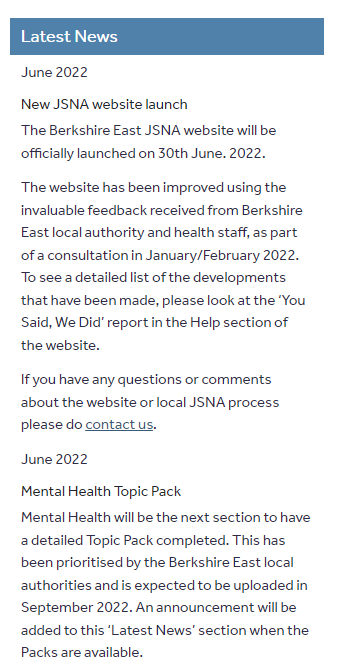 Latest News
June 2022
New JSNA website launch
The Berkshire East JSNA website will be
officially launched on 30th June. 2022.
The website has been improved using the
invaluable feedback received from Berkshire
East local authority and health staff, as part
of a consultation in January/February 2022.
To see a detailed list of the developments
that have been made, please look at the ‘You
Said, We Did’ report in the Help section of
the website.
If you have any questions or comments
about the website or local JSNA process
please do contact us.
June 2022
Mental Health Topic Pack
Mental Health will be the next section to have
a detailed Topic Pack completed. This has
been prioritised by the Berkshire East local
authorities and is expected to be uploaded in
September 2022. An announcement will be
added to this ‘Latest News’ section when the
Packs are available.